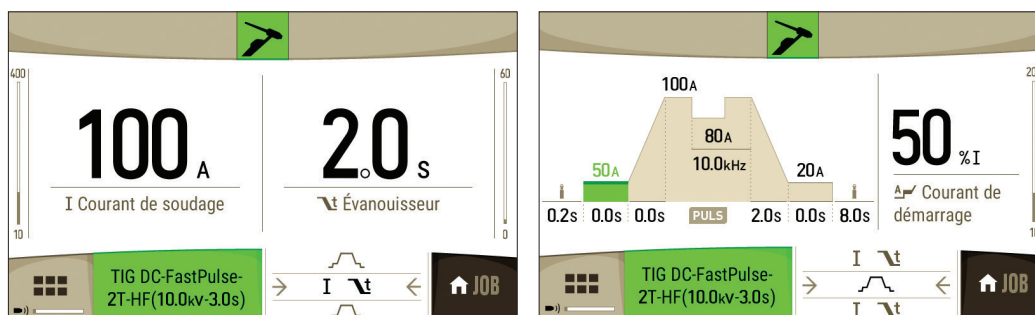 400
60
100 A
2.0 S
I Courant de soudage
t Évanouisseur
10
0
TIG DC-FastPulse-
2T-HF(10.0kv-3.0s)
I t
JOB
100A
80A
10.0kHz
50A
20A
0.2s 0.0s 0.0s PULS 2.0s 0.0s 8.0s
50 %I
A Courant de
démarrage
I t
TIG DC-FastPulse-
2T-HF(10.0kv-3.0s)
I t
JOB